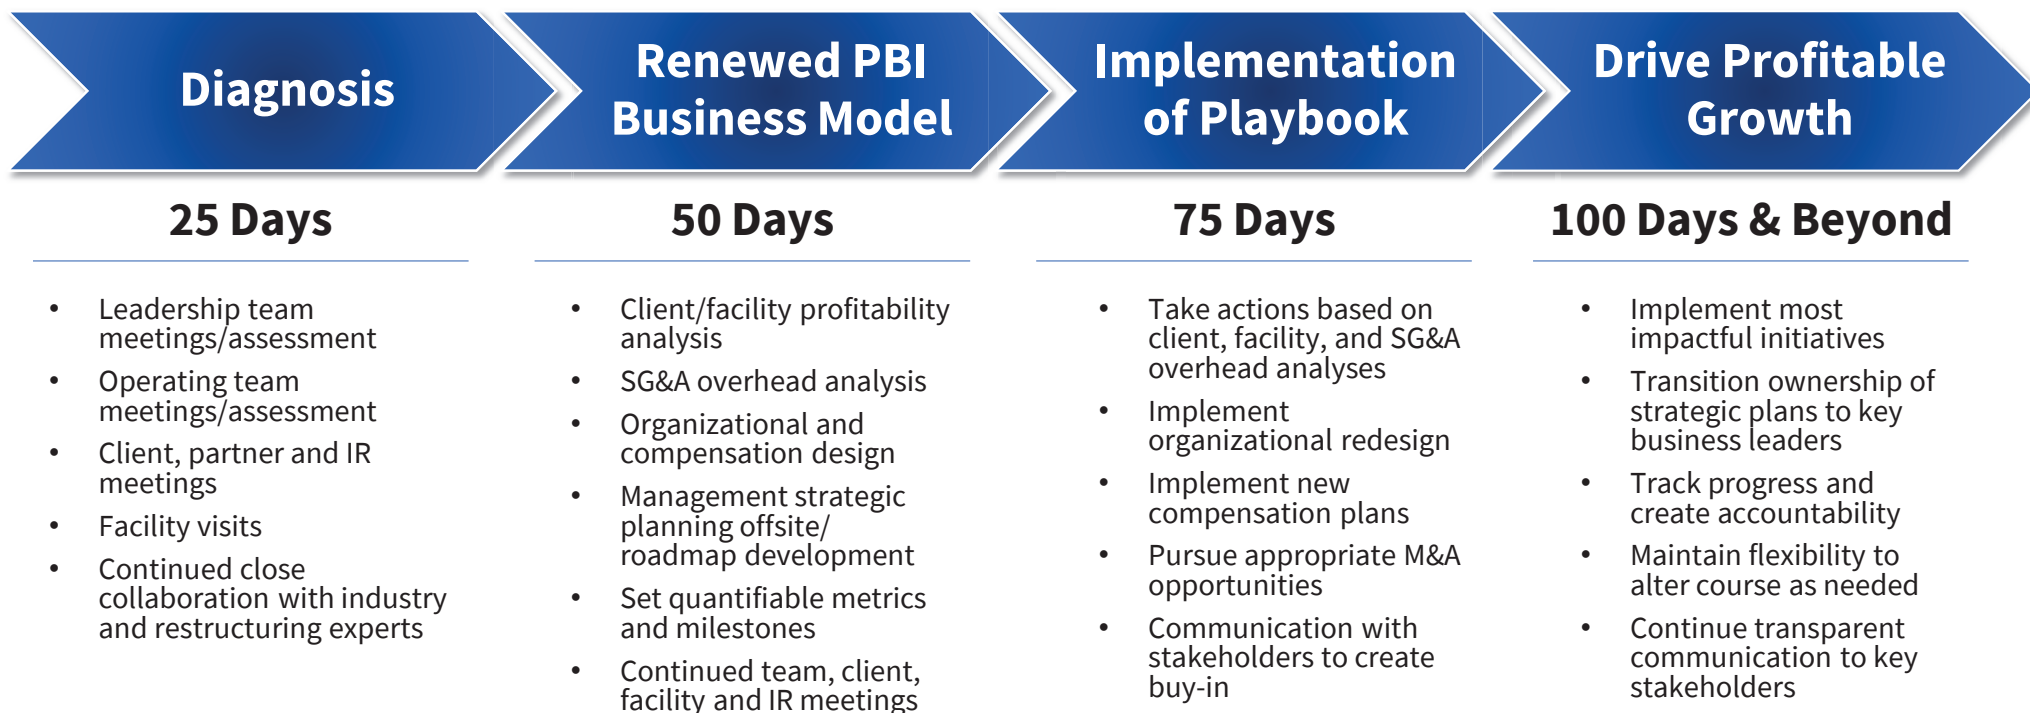 Diagnosis
Renewed PBI
Business Model
Implementation
of Playbook
Drive Profitable
Growth
25 Days
• Leadership team
meetings/assessment
• Operating team
meetings/assessment
• Client, partner and IR
meetings
• Facility visits
• Continued close
collaboration with industry
and restructuring experts
50 Days
• Client/facility profitability
analysis
• SG&A overhead analysis
• Organizational and
compensation design
• Management strategic
planning offsite/
roadmap development
• Set quantifiable metrics
and milestones
• Continued team, client,
facility and IR meetings
75 Days
• Take actions based on
client, facility, and SG&A
overhead analyses
• Implement
organizational redesign
• Implement new
compensation plans
• Pursue appropriate M&A
opportunities
• Communication with
stakeholders to create
buy-in
100 Days & Beyond
• Implement most
impactful initiatives
• Transition ownership of
strategic plans to key
business leaders
• Track progress and
create accountability
• Maintain flexibility to
alter course as needed
• Continue transparent
communication to key
stakeholders